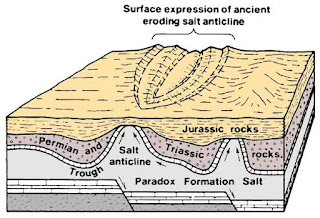 Surface expression of ancient
eroding salt anticline
Jurassic rocks
Permian and Triassic rocks.
Trough
Salt
anticline
Paradox Formation Salt